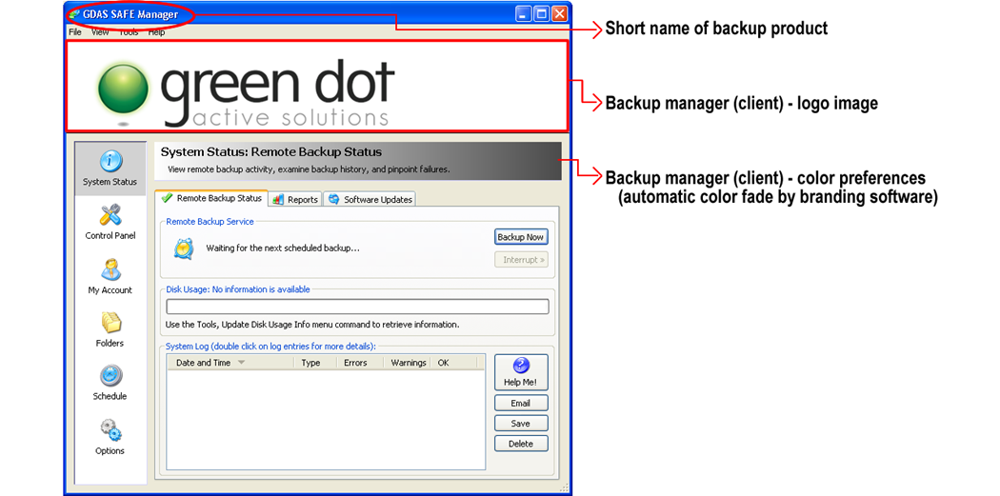 GDAS SAFE Manager
Short name of backup product
File View Tools Help
green dot
active solutions
Backup manager (client) - logo image
System Status: Remote Backup Status
View remote backup activity, examine backup history, and pinpoint failures.
Backup manager (client) - color preferences
(automatic color fade by branding software)
System Status
Control Panel
My Account
Folders
Schedule
Options
Remote Backup Status Reports Software Updates
Remote Backup Service
Waiting for the next scheduled backup...
Backup Now
Interrupt »
Disk Usage: No information is available
Use the Tools, Update Disk Usage Info menu command to retrieve information.
System Log (double click on log entries for more details):
Date and Time Type Errors Warnings OK
Help Me!
Email
Save
Delete